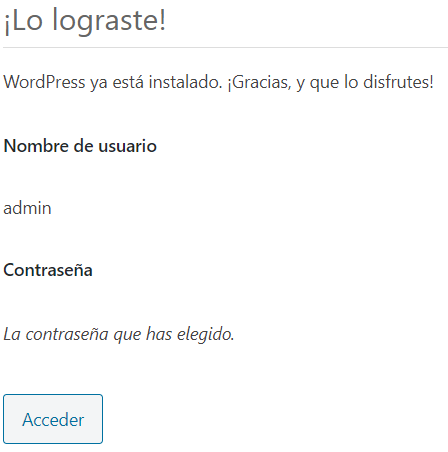 ¡Lo lograste!
WordPress ya está instalado. ¡Gracias, y que lo disfrutes!
Nombre de usuario
admin
Contraseña
La contraseña que has elegido.
Acceder